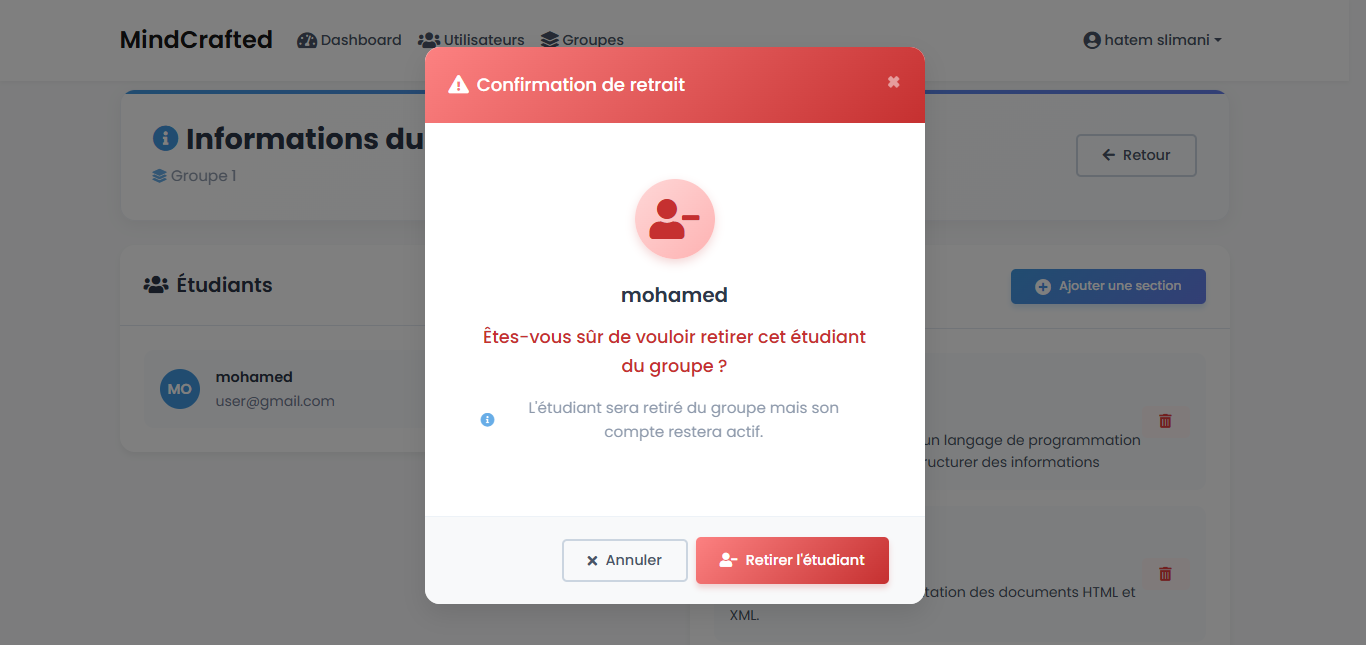 MindCrafted Dashboard Utilisateurs Groupes hatem slimani
Confirmation de retrait
Informations du
Groupe 1
Retour
mohamed
Êtes-vous sûr de vouloir retirer cet étudiant
du groupe ?
L'étudiant sera retiré du groupe mais son
compte restera actif.
Annuler Retirer l'étudiant
Étudiants
MO mohamed
user@gmail.com
Ajouter une section
un langage de programmation
ructurer des informations
tation des documents HTML et
XML.